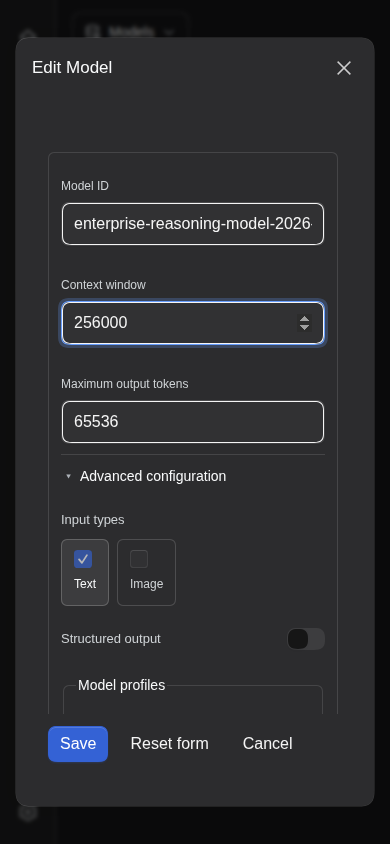 Models
Edit Model
Model ID
enterprise-reasoning-model-2026-
Context window
256000
Maximum output tokens
65536
Advanced configuration
Input types
Text
Image
Structured output
Model profiles
Save
Reset form
Cancel